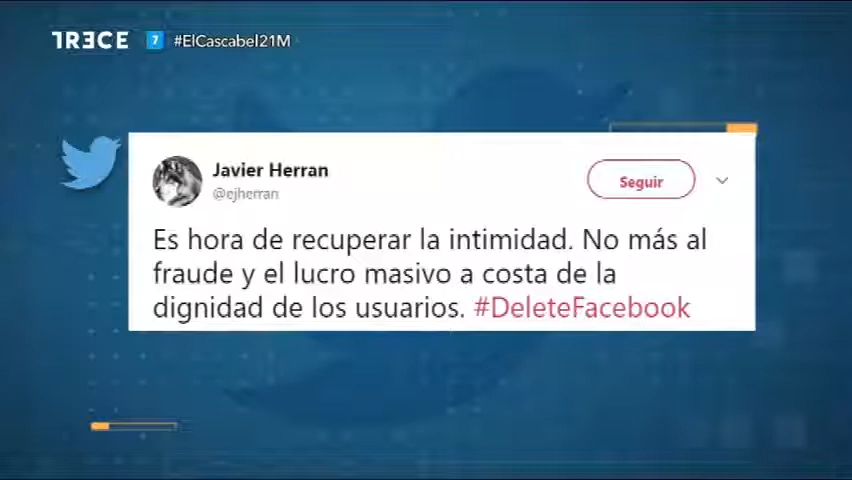 TRECE 7 #ElCascabel21M
Javier Herran
@ejherran
Seguir
Es hora de recuperar la intimidad. No más al
fraude y el lucro masivo a costa de la
dignidad de los usuarios. #DeleteFacebook